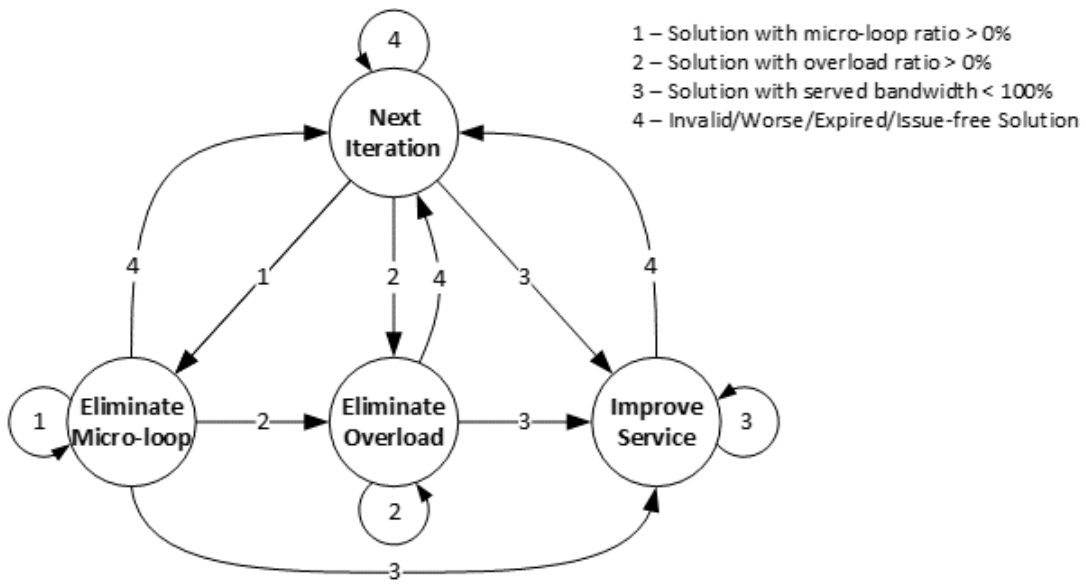 4
1 – Solution with micro-loop ratio > 0%
2 – Solution with overload ratio > 0%
3 – Solution with served bandwidth < 100%
4 – Invalid/Worse/Expired/Issue-free Solution
Next
Iteration
4
1
2
4
3
4
1
Eliminate
Micro-loop
2
Eliminate
Overload
3
Improve
Service
3
2
3